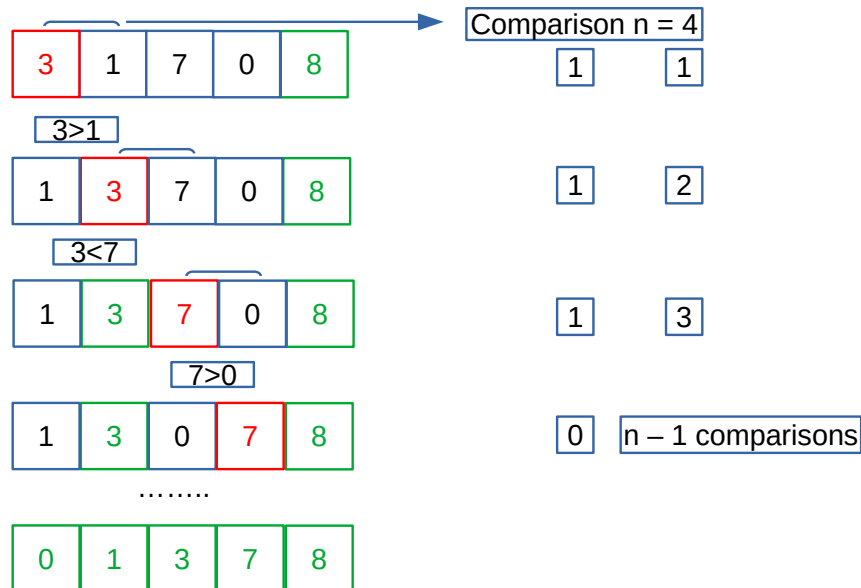 Comparison n = 4
3 1 7 0 8 1 1
3>1
1 3 7 0 8 1 2
3<7
1 3 7 0 8 1 3
7>0
1 3 0 7 8 0 n – 1 comparisons
……..
0 1 3 7 8